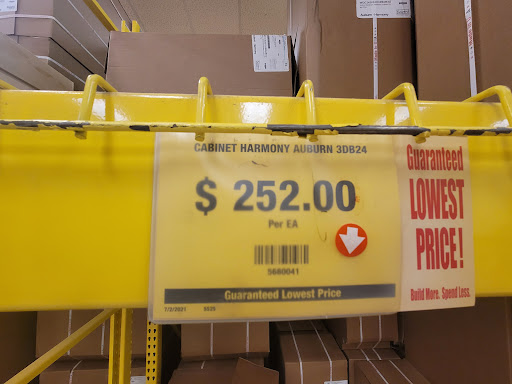 CABINET HARMONY AUBURN 3DB24
$ 252.00
Per EA
5660041
Guaranteed Lowest Price
7/2/2021
Guaranteed
LOWEST
PRICE!
Build More. Spend Less.